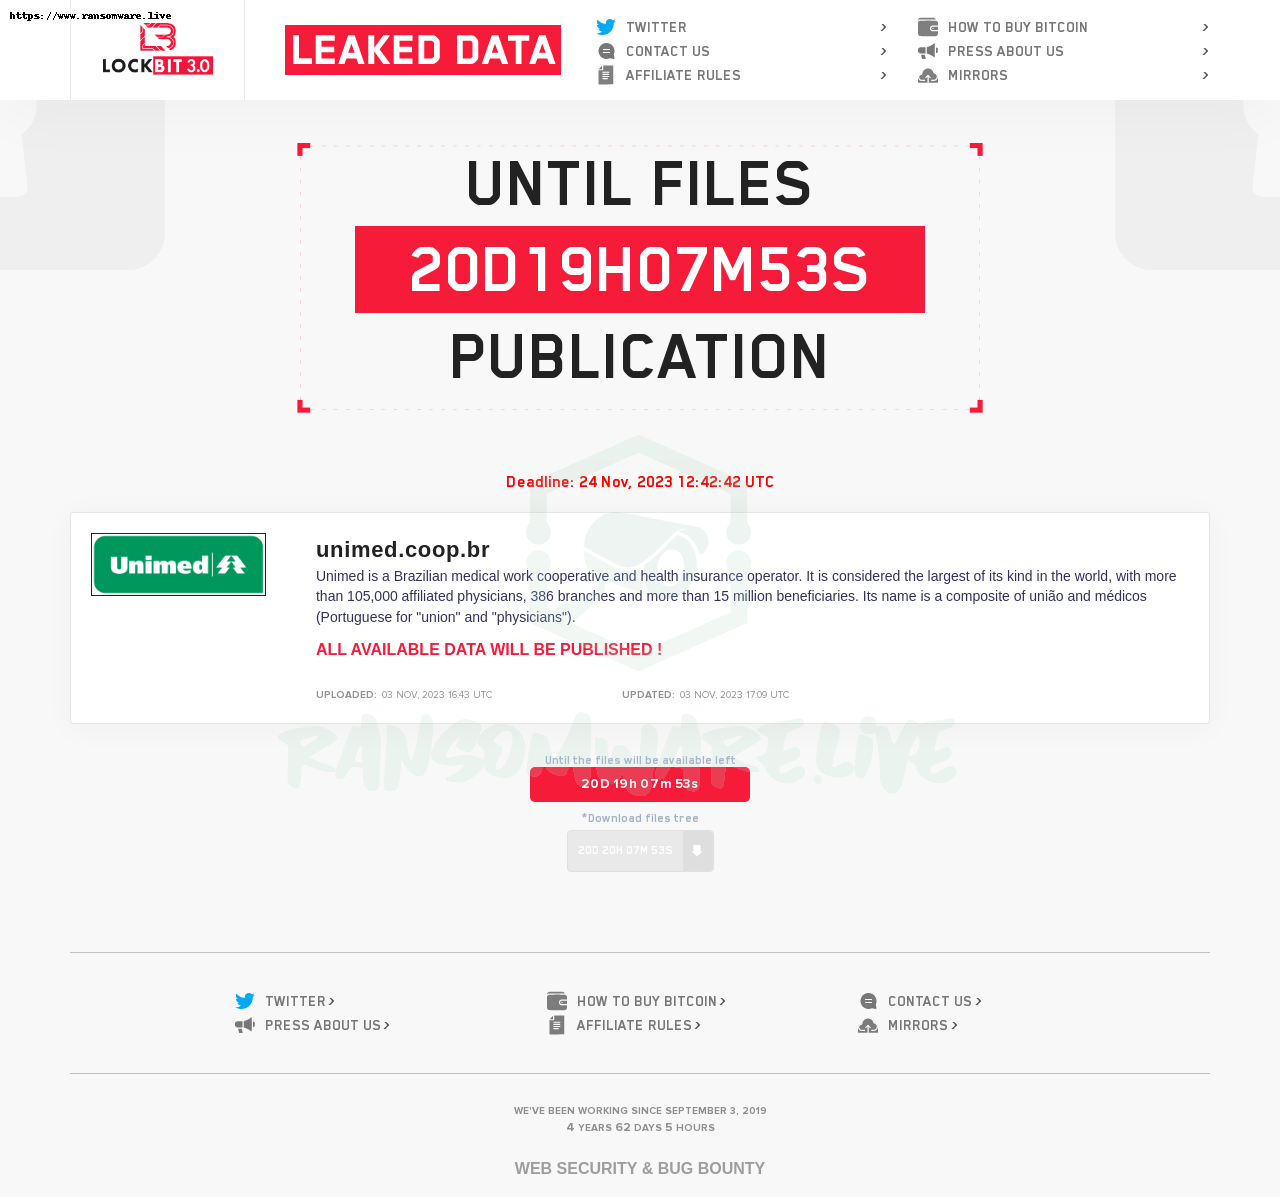 https://www.ransomware.live
LOCKBIT 3.0
LEAKED DATA
TWITTER
CONTACT US
AFFILIATE RULES
HOW TO BUY BITCOIN
PRESS ABOUT US
MIRRORS
UNTIL FILES
20D19H07M53S
PUBLICATION
Deadline: 24 Nov, 2023 12:42:42 UTC
Unimed
unimed.coop.br
Unimed is a Brazilian medical work cooperative and health insurance operator. It is considered the largest of its kind in the world, with more
than 105,000 affiliated physicians, 386 branches and more than 15 million beneficiaries. Its name is a composite of união and médicos
(Portuguese for "union" and "physicians").
ALL AVAILABLE DATA WILL BE PUBLISHED !
UPLOADED: 03 NOV, 2023 16:43 UTC
UPDATED: 03 NOV, 2023 17:09 UTC
RANSOMWARE.LIVE
Until the files will be available left
20D 19h 07m 53s
*Download files tree
20D 20H 07M 53S
TWITTER
PRESS ABOUT US
HOW TO BUY BITCOIN
AFFILIATE RULES
CONTACT US
MIRRORS
WE'VE BEEN WORKING SINCE SEPTEMBER 3, 2019
4 YEARS 62 DAYS 5 HOURS
WEB SECURITY & BUG BOUNTY